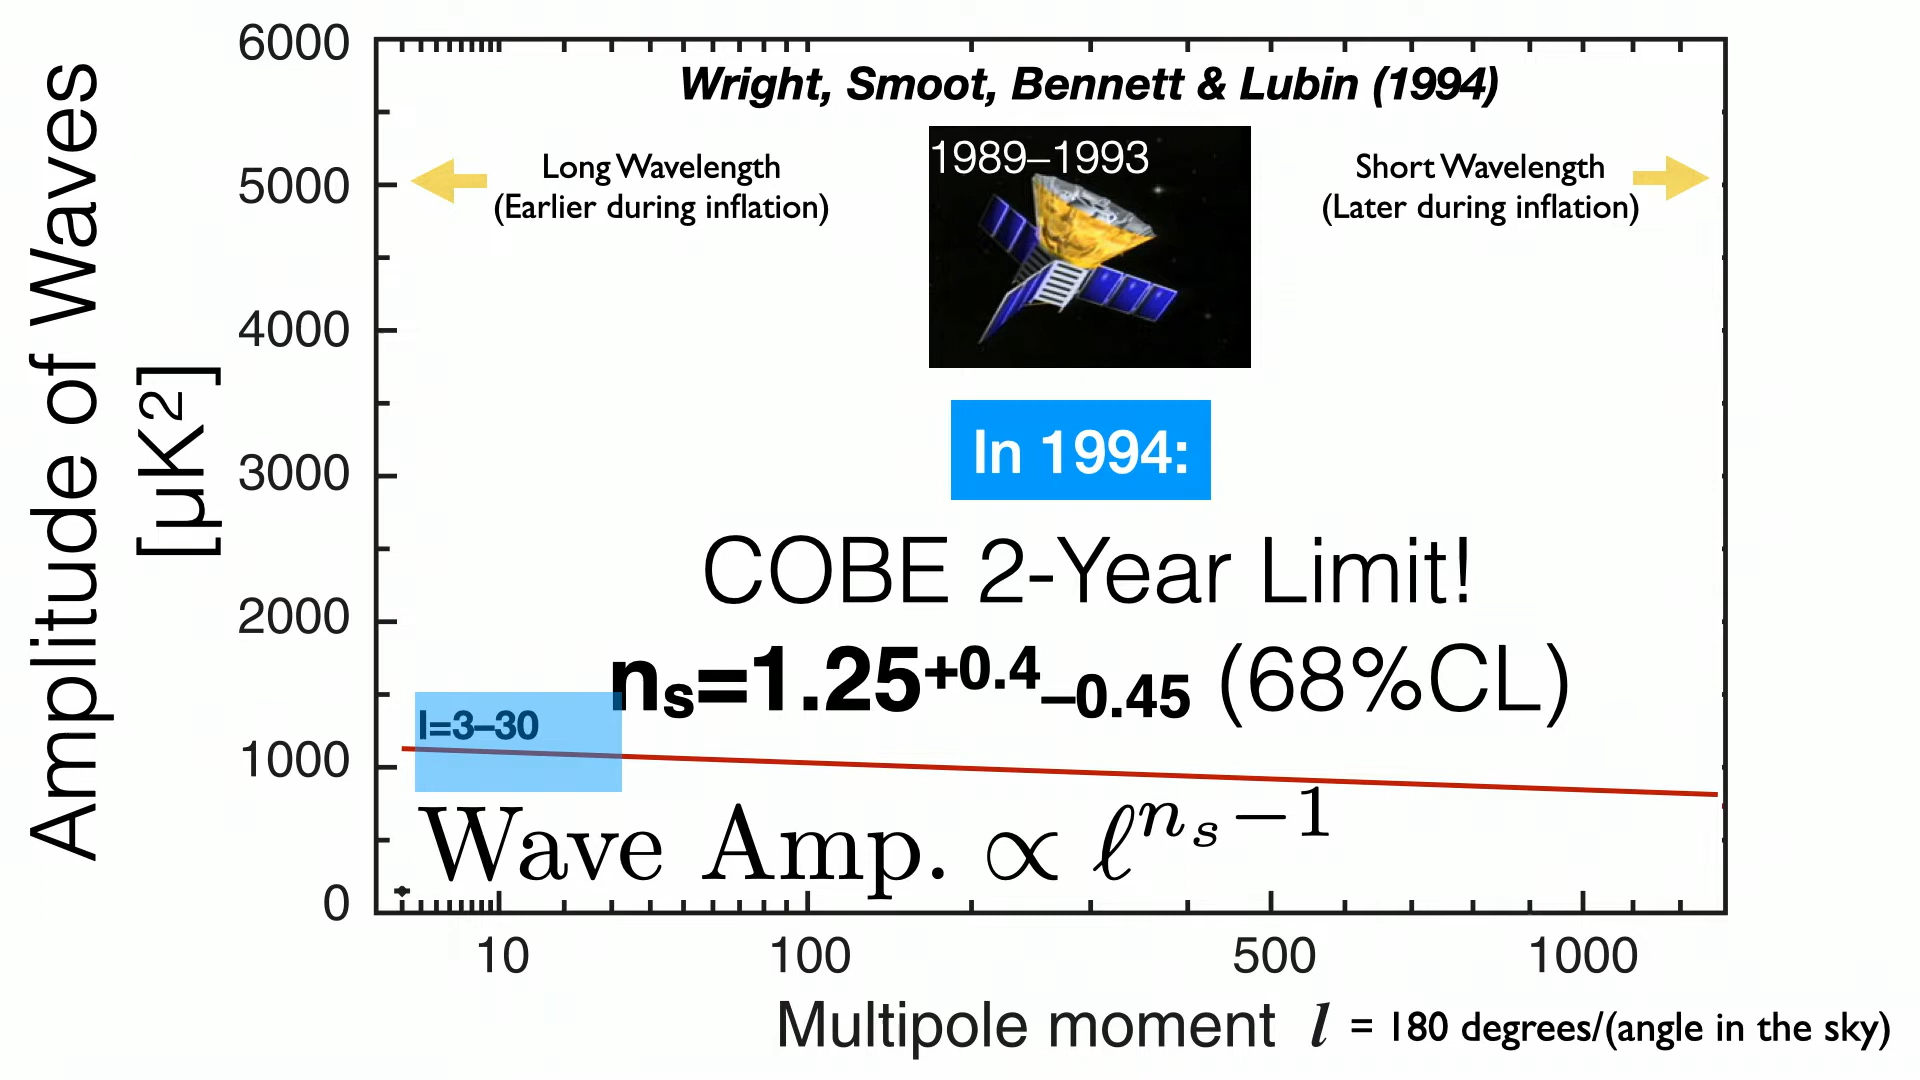 Wright, Smoot, Bennett & Lubin (1994)
1989–1993
Long Wavelength
(Earlier during inflation)
Short Wavelength
(Later during inflation)
Amplitude of Waves
[μK²]
6000
5000
4000
3000
2000
1000
0
In 1994:
COBE 2-Year Limit!
nₛ=1.25⁺⁰·⁴₋₀.₄₅ (68%CL)
l=3–30
Wave Amp. ∝ ℓ^{n_s−1}
10 100 500 1000
Multipole moment l = 180 degrees/(angle in the sky)